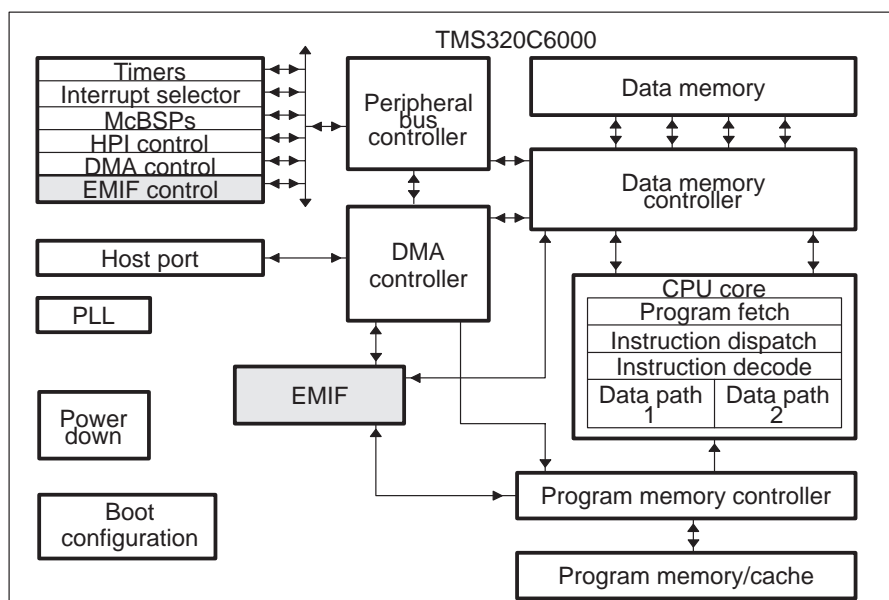 TMS320C6000
Timers
Interrupt selector
McBSPs
HPI control
DMA control
EMIF control
Peripheral
bus
controller
Data memory
Data memory
controller
Host port
DMA
controller
PLL
CPU core
Program fetch
Instruction dispatch
Instruction decode
Data path
1
Data path
2
EMIF
Power
down
Program memory controller
Boot
configuration
Program memory/cache